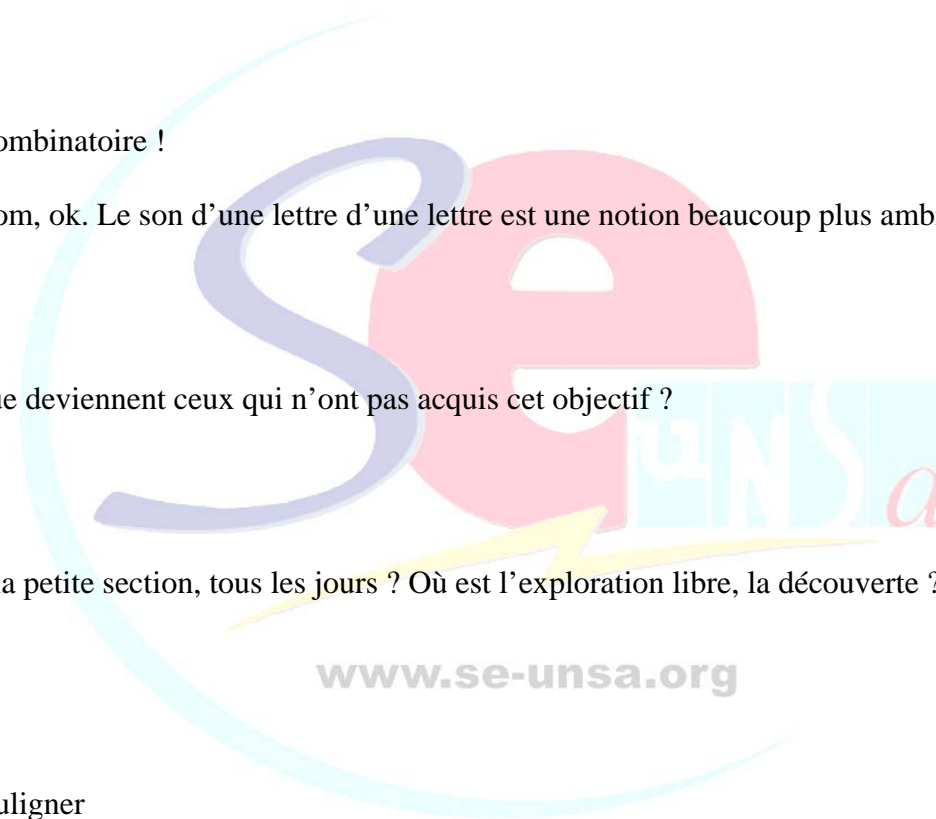 ombinatoire !
om, ok. Le son d’une lettre d’une lettre est une notion beaucoup plus amb
e deviennent ceux qui n’ont pas acquis cet objectif ?
Se
uNS a
a petite section, tous les jours ? Où est l’exploration libre, la découverte ?
www.se-unsa.org
uligner